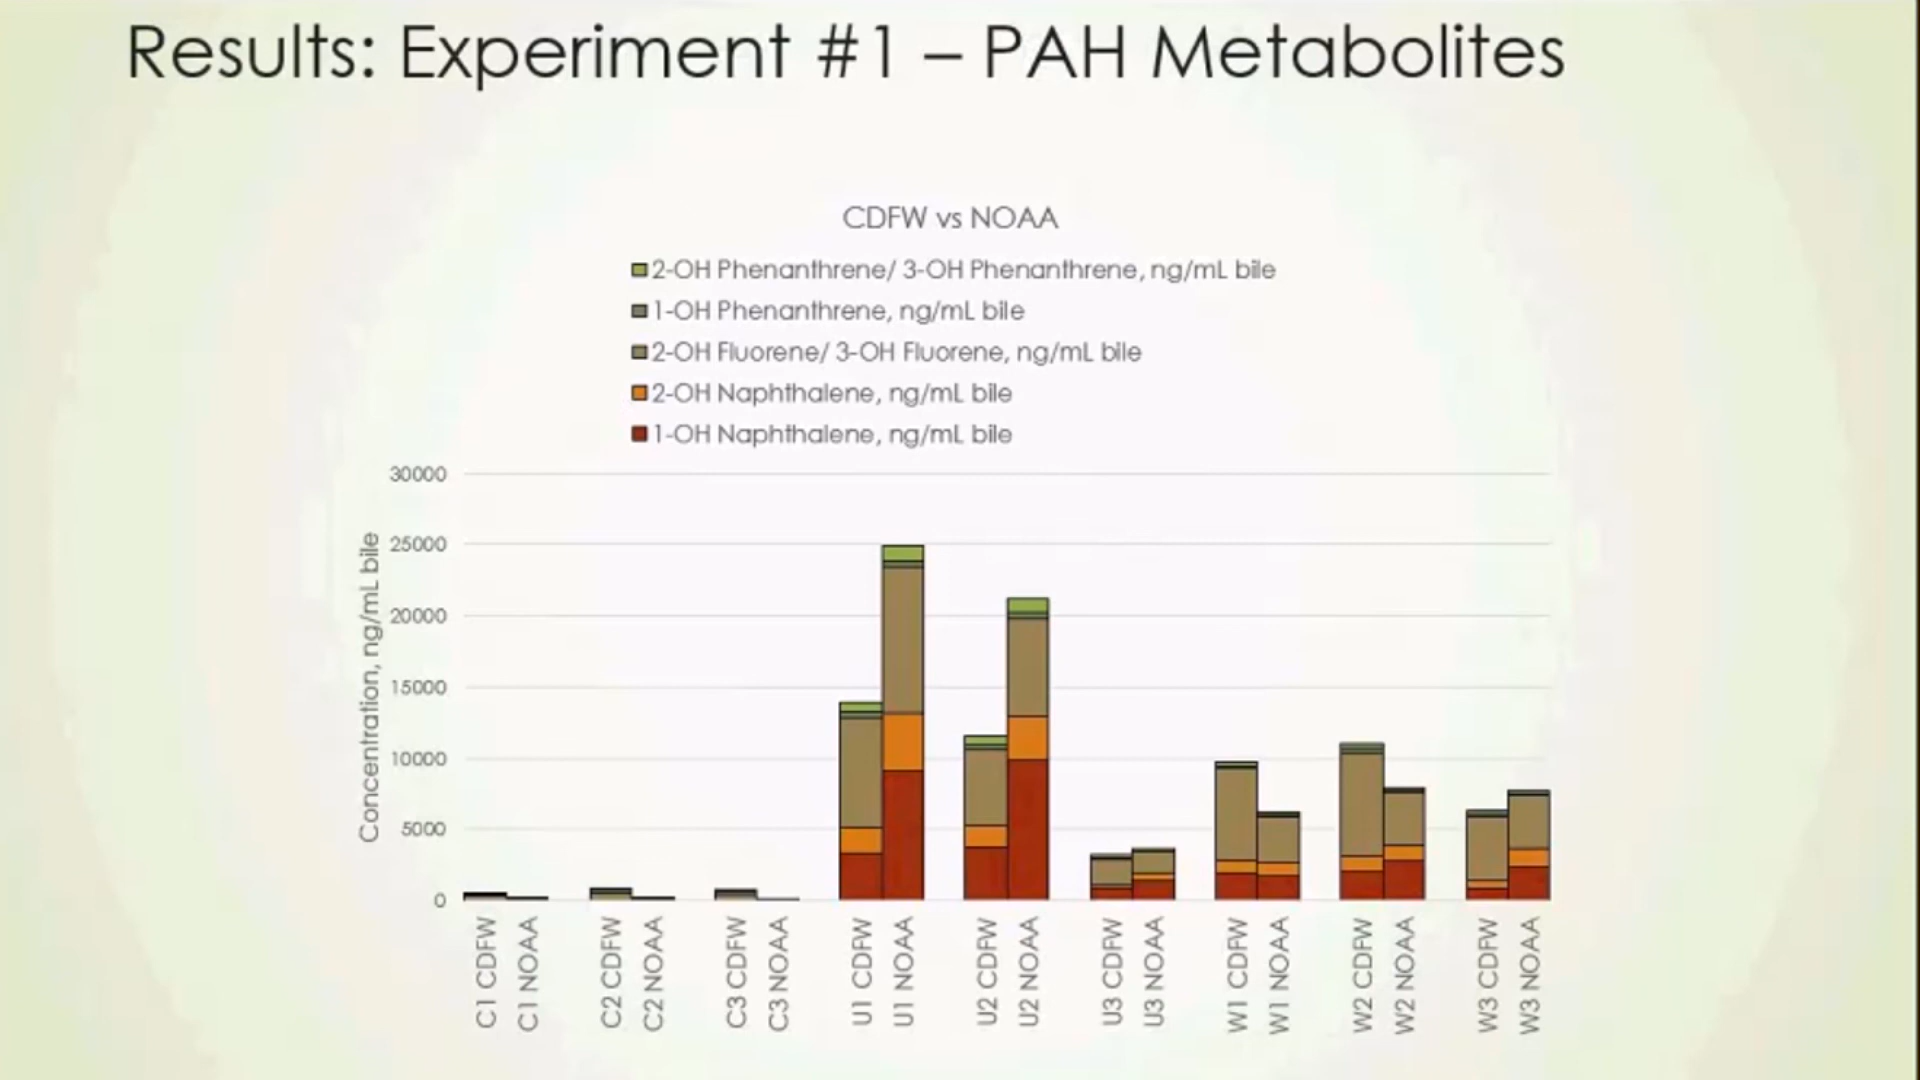 Results: Experiment #1 – PAH Metabolites
CDFW vs NOAA
2-OH Phenanthrene/ 3-OH Phenanthrene, ng/mL bile
1-OH Phenanthrene, ng/mL bile
2-OH Fluorene/ 3-OH Fluorene, ng/mL bile
2-OH Naphthalene, ng/mL bile
1-OH Naphthalene, ng/mL bile
Concentration, ng/mL bile
30000
25000
20000
15000
10000
5000
0
C1 CDFW
C1 NOAA
C2 CDFW
C2 NOAA
C3 CDFW
C3 NOAA
U1 CDFW
U1 NOAA
U2 CDFW
U2 NOAA
U3 CDFW
U3 NOAA
W1 CDFW
W1 NOAA
W2 CDFW
W2 NOAA
W3 CDFW
W3 NOAA